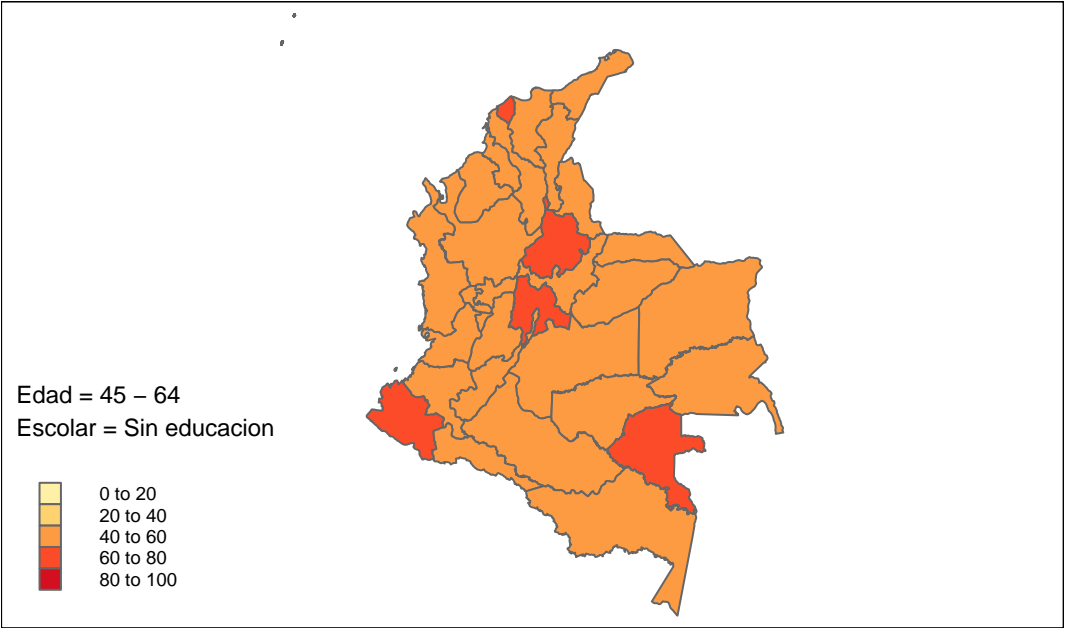 Edad = 45 – 64
Escolar = Sin educacion
0 to 20
20 to 40
40 to 60
60 to 80
80 to 100